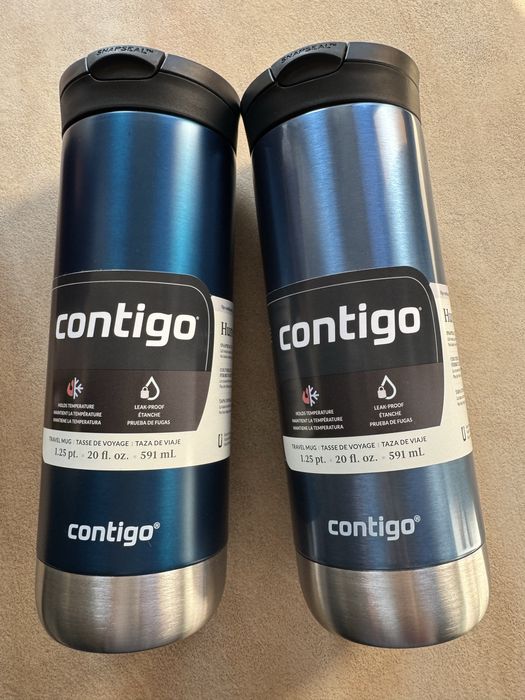 SNAPSEAL™
contigo®
HOLDS TEMPERATURE
MAINTIENT LA TEMPÉRATURE
MANTIENE LA TEMPERATURA
LEAK-PROOF
ÉTANCHE
PRUEBA DE FUGAS
TRAVEL MUG | TASSE DE VOYAGE | TAZA DE VIAJE
1.25 pt. • 20 fl. oz. • 591 mL
contigo®
SNAPSEAL™
contigo®
HOLDS TEMPERATURE
MAINTIENT LA TEMPÉRATURE
MANTIENE LA TEMPERATURA
LEAK-PROOF
ÉTANCHE
PRUEBA DE FUGAS
TRAVEL MUG | TASSE DE VOYAGE | TAZA DE VIAJE
1.25 pt. • 20 fl. oz. • 591 mL
contigo®